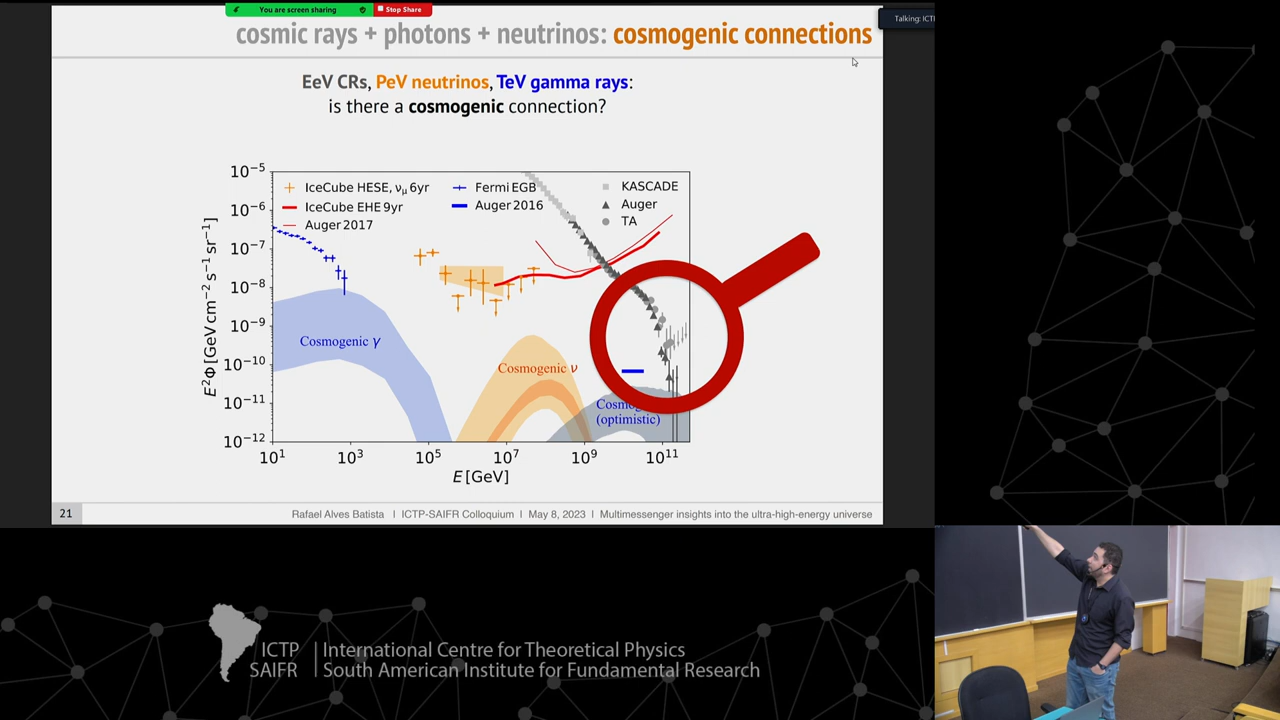 You are screen sharing
Stop Share
Talking: ICTI
cosmic rays + photons + neutrinos: cosmogenic connections
EeV CRs, PeV neutrinos, TeV gamma rays:
is there a cosmogenic connection?
IceCube HESE, νμ 6yr
IceCube EHE 9yr
Auger 2017
Fermi EGB
Auger 2016
KASCADE
Auger
TA
10⁻⁵
10⁻⁶
10⁻⁷
10⁻⁸
10⁻⁹
10⁻¹⁰
10⁻¹¹
10⁻¹²
E²Φ [GeV cm⁻² s⁻¹ sr⁻¹]
Cosmogenic γ
Cosmogenic ν
Cosmo
(optimistic)
10¹ 10³ 10⁵ 10⁷ 10⁹ 10¹¹
E [GeV]
21
Rafael Alves Batista I ICTP-SAIFR Colloquium I May 8, 2023 I Multimessenger insights into the ultra-high-energy universe
ICTP International Centre for Theoretical Physics
SAIFR South American Institute for Fundamental Research